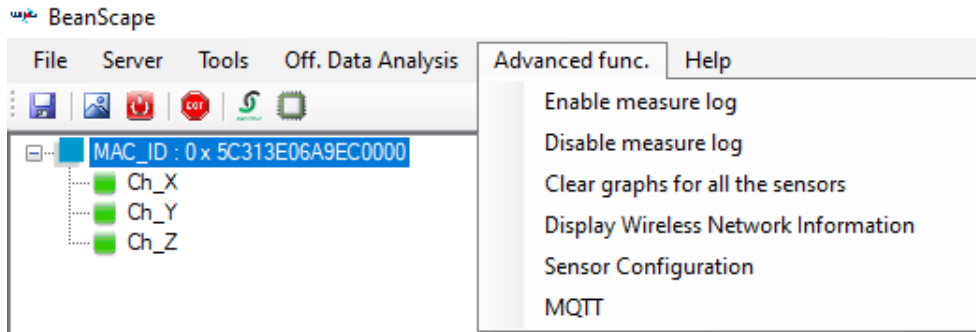 BeanScape
File Server Tools Off. Data Analysis Advanced func. Help
Enable measure log
Disable measure log
Clear graphs for all the sensors
Display Wireless Network Information
Sensor Configuration
MQTT
MAC_ID : 0 x 5C313E06A9EC0000
Ch_X
Ch_Y
Ch_Z